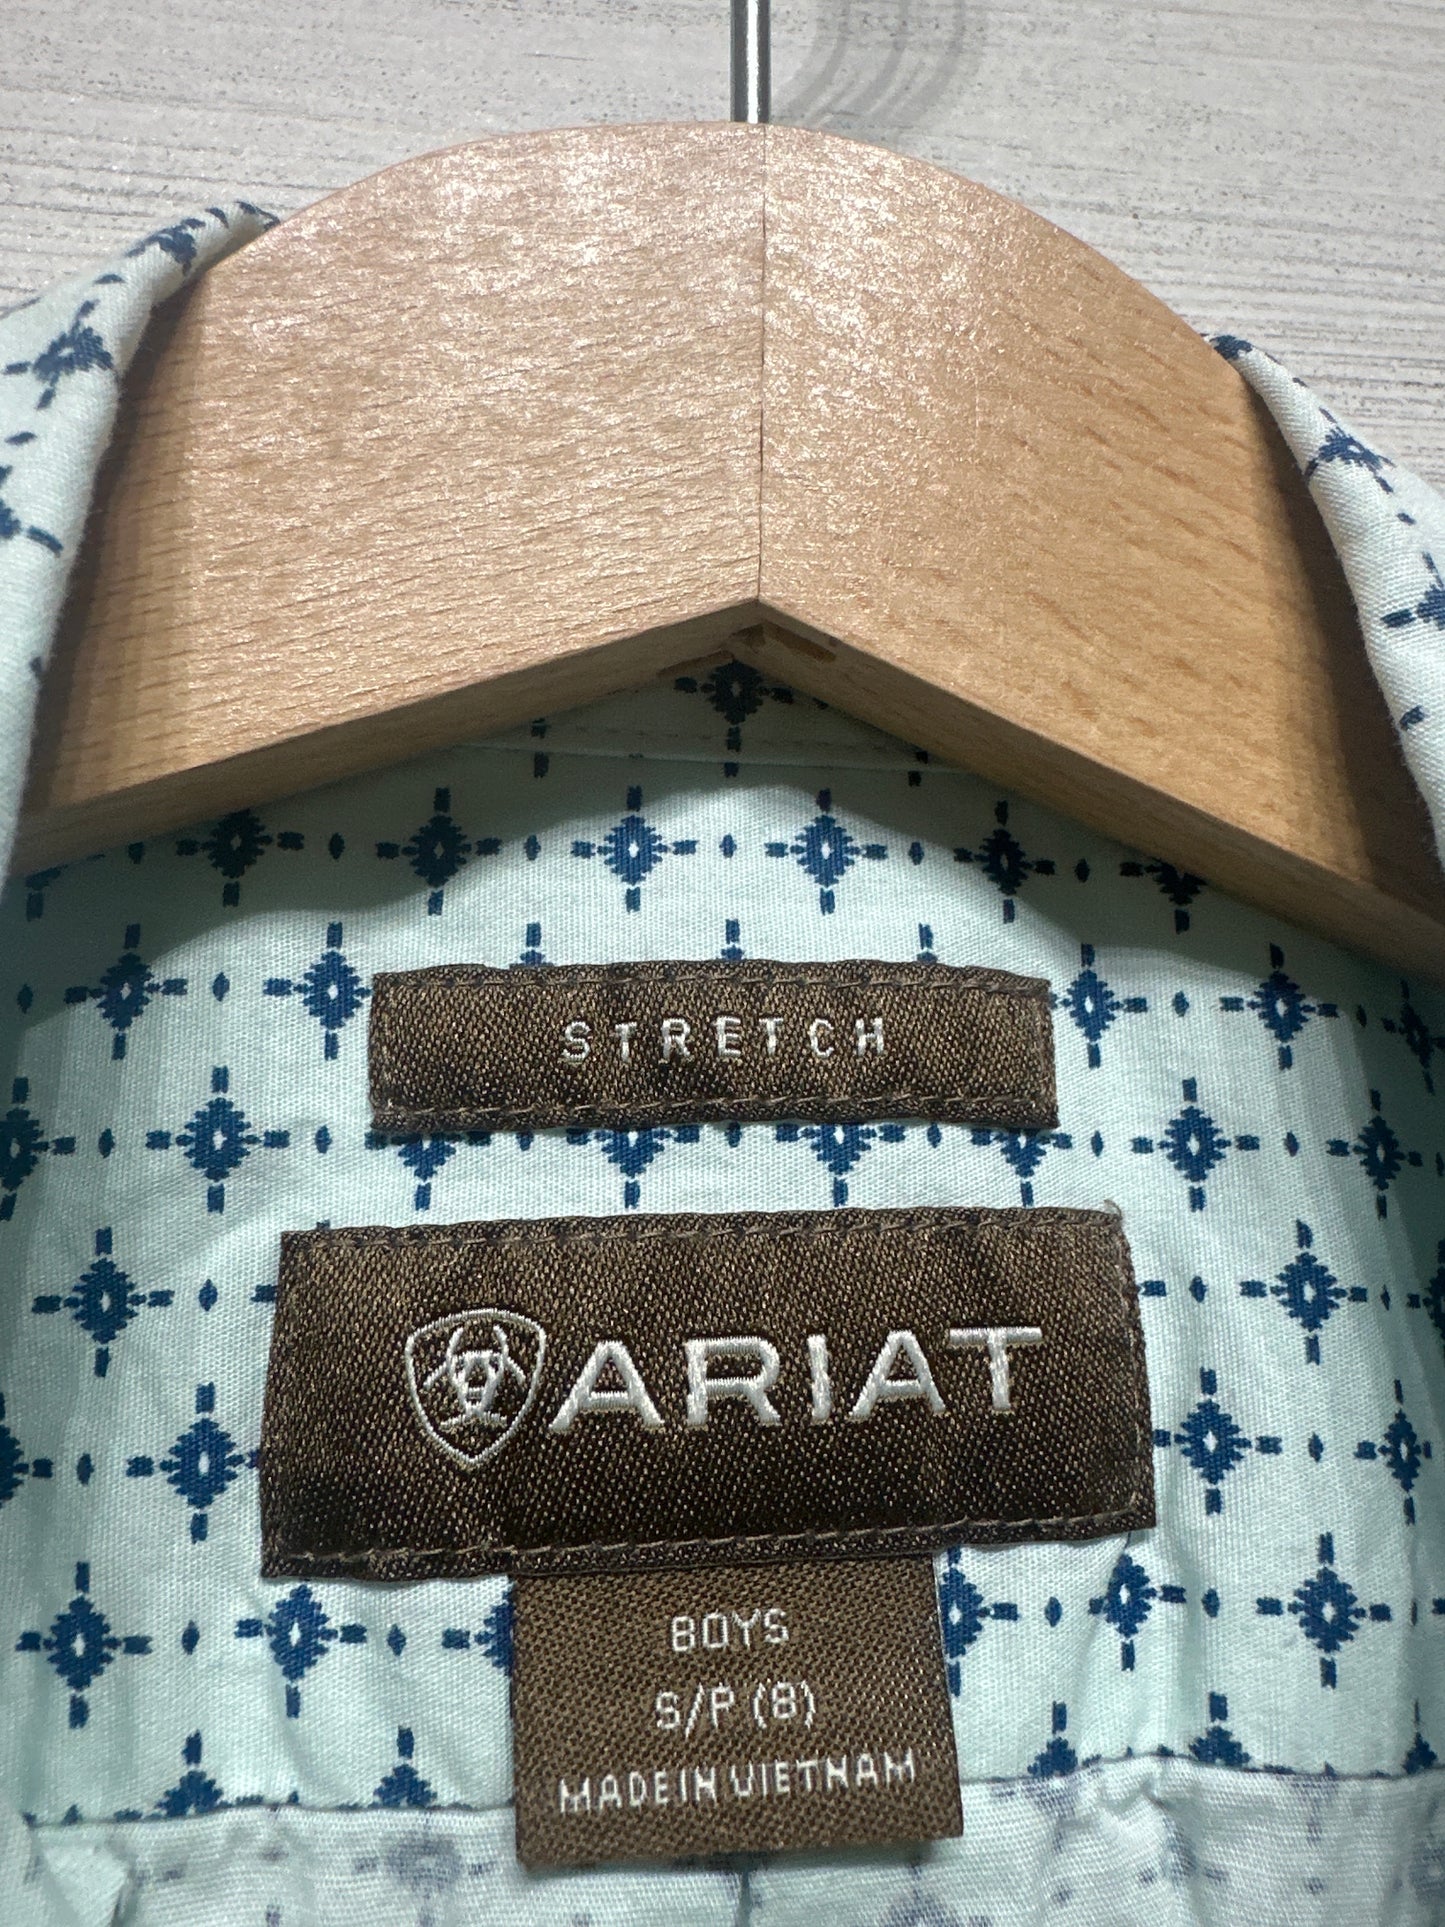 STRETCH
ARIAT
BOYS
S/P (8)
MADE IN VIETNAM